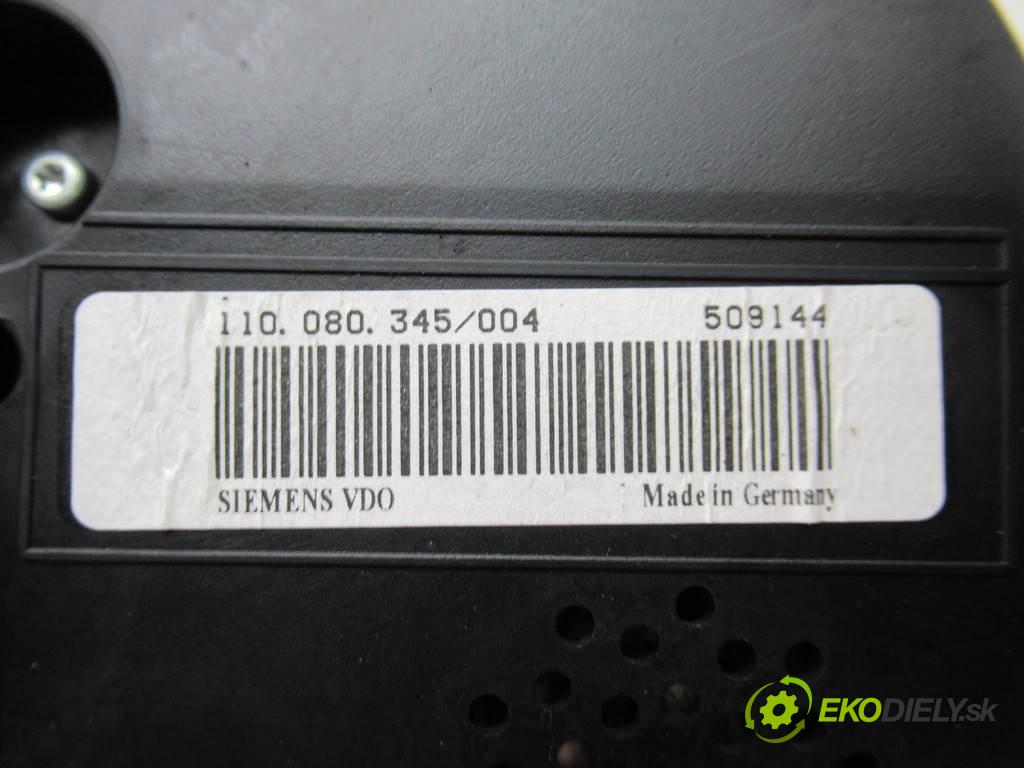 110. 080. 345/004 509144
SIEMENS VDO Made in Germany
EKODIELY.sk